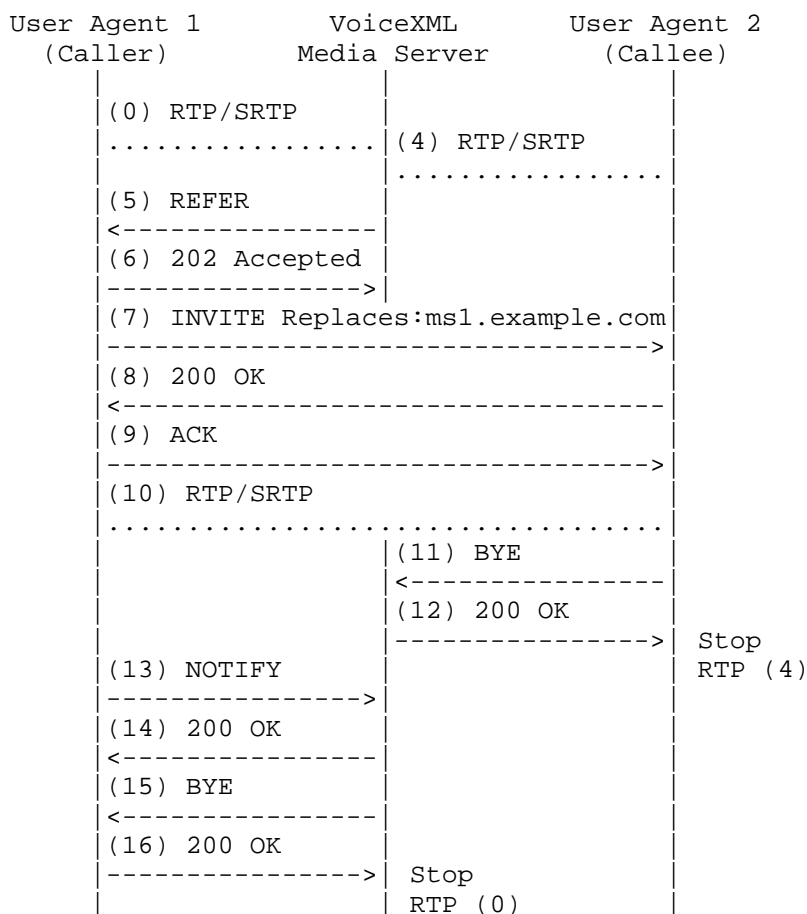 User Agent 1 VoiceXML User Agent 2
(Caller) Media Server (Callee)
(0) RTP/SRTP
(4) RTP/SRTP
(5) REFER
(6) 202 Accepted
(7) INVITE Replaces:ms1.example.com
(8) 200 OK
(9) ACK
(10) RTP/SRTP
(11) BYE
(12) 200 OK
Stop
(13) NOTIFY RTP (4)
(14) 200 OK
(15) BYE
(16) 200 OK
Stop
RTP (0)